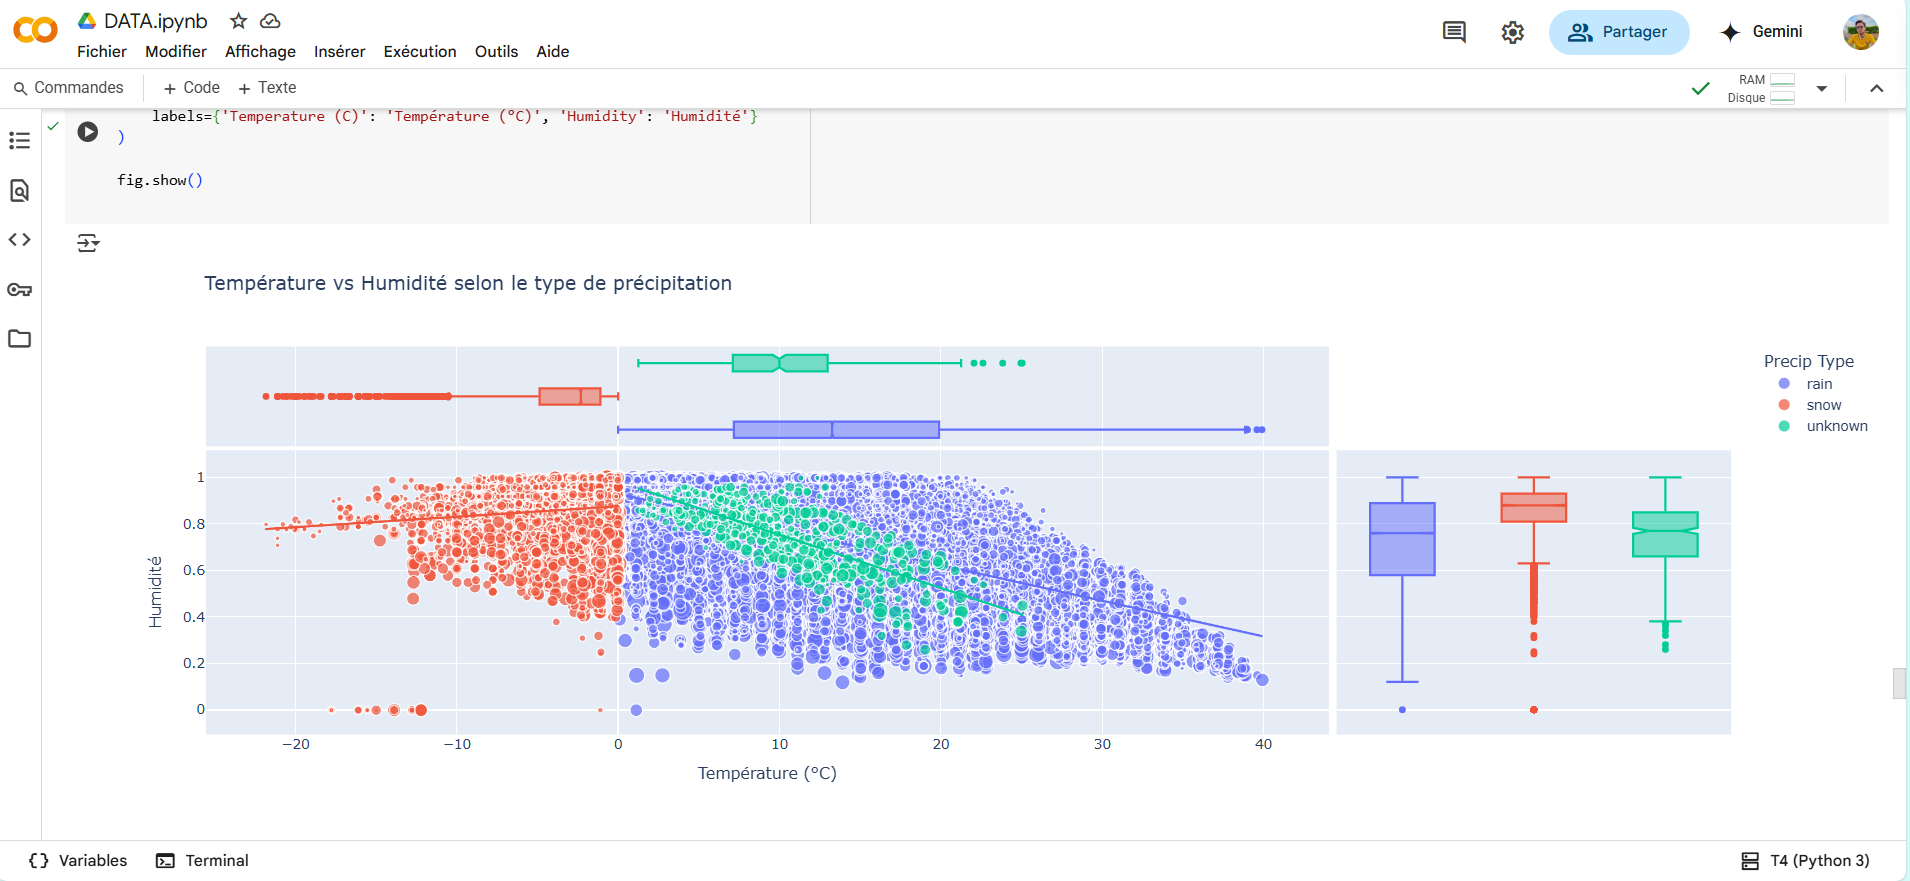 DATA.ipynb
Fichier Modifier Affichage Insérer Exécution Outils Aide
Partager
Gemini
Commandes + Code + Texte
RAM
Disque
labels={'Temperature (C)': 'Température (°C)', 'Humidity': 'Humidité'}
)
fig.show()
Température vs Humidité selon le type de précipitation
Precip Type
rain
snow
unknown
Humidité
1
0.8
0.6
0.4
0.2
0
−20 −10 0 10 20 30 40
Température (°C)
Variables Terminal
T4 (Python 3)